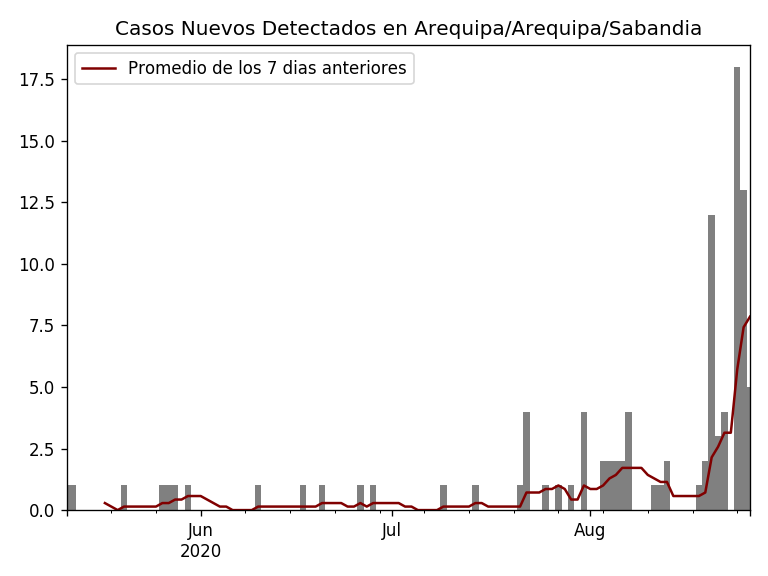 Casos Nuevos Detectados en Arequipa/Arequipa/Sabandia
Promedio de los 7 dias anteriores
17.5
15.0
12.5
10.0
7.5
5.0
2.5
0.0
Jun
2020
Jul
Aug